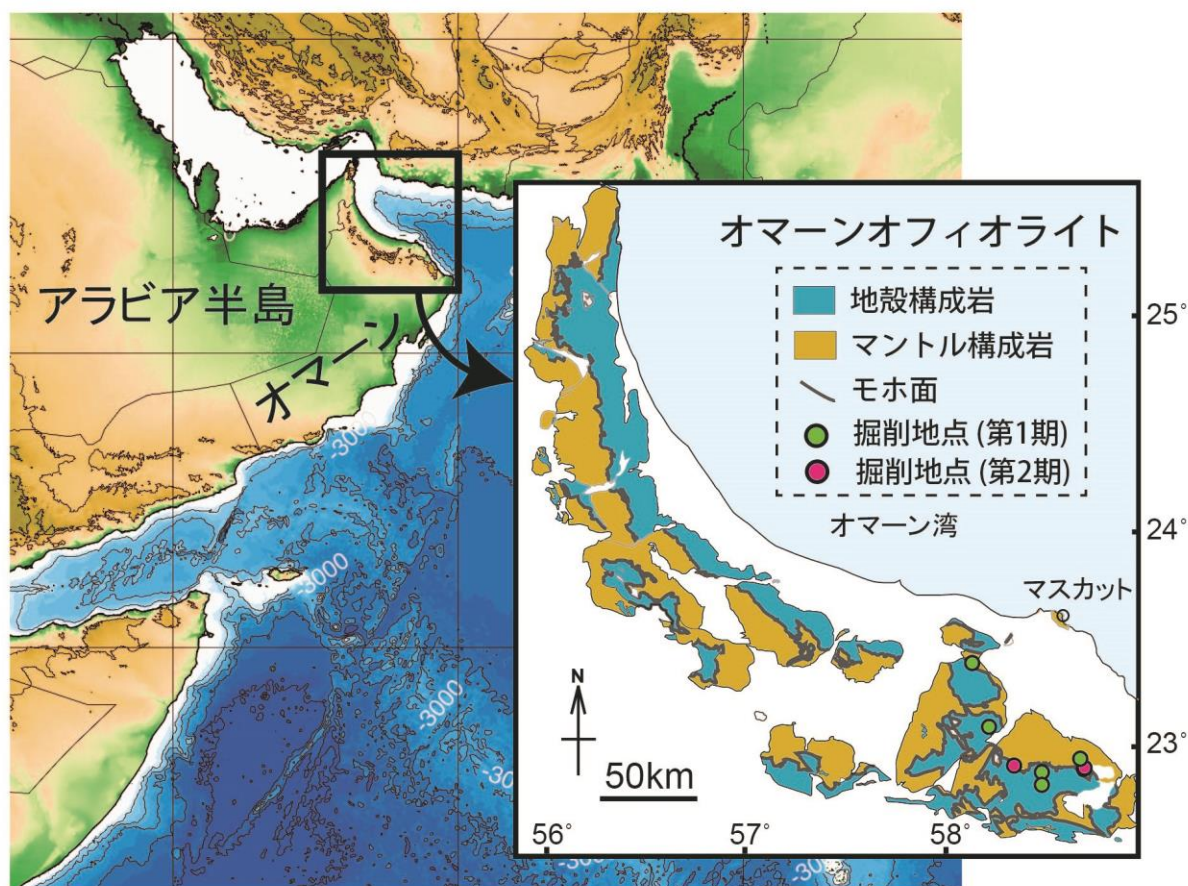 アラビア半島
オマーン
-3000
-3000
-3000
-3000
-3000
オマーンオフィオライト
地殻構成岩
マントル構成岩
モホ面
掘削地点 (第1期)
掘削地点 (第2期)
オマーン湾
マスカット
N
50km
25°
24°
23°
56°
57°
58°